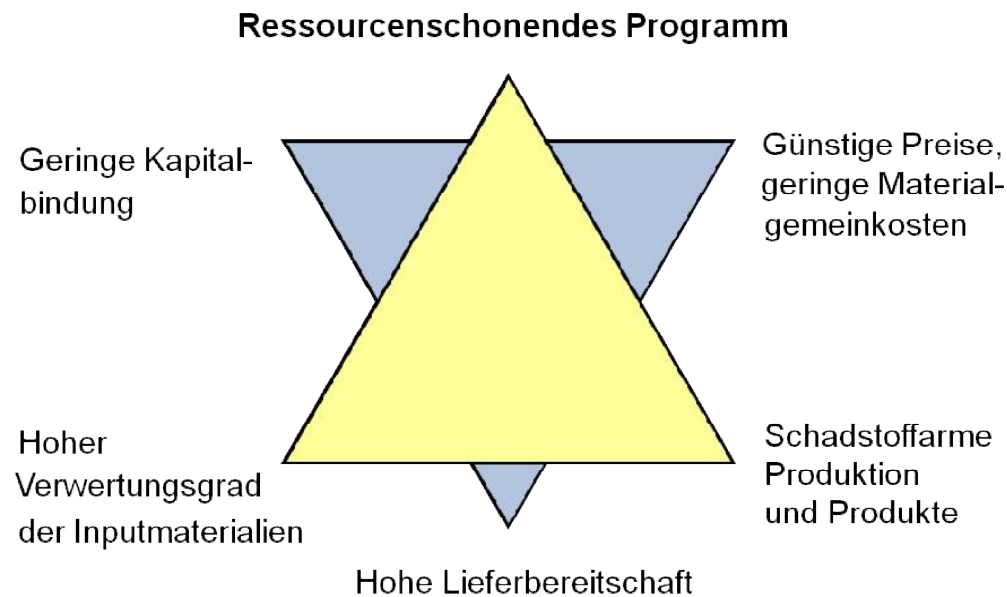 Ressourcenschonendes Programm
Geringe Kapital-
bindung
Günstige Preise,
geringe Material-
gemeinkosten
Hoher
Verwertungsgrad
der Inputmaterialien
Schadstoffarme
Produktion
und Produkte
Hohe Lieferbereitschaft